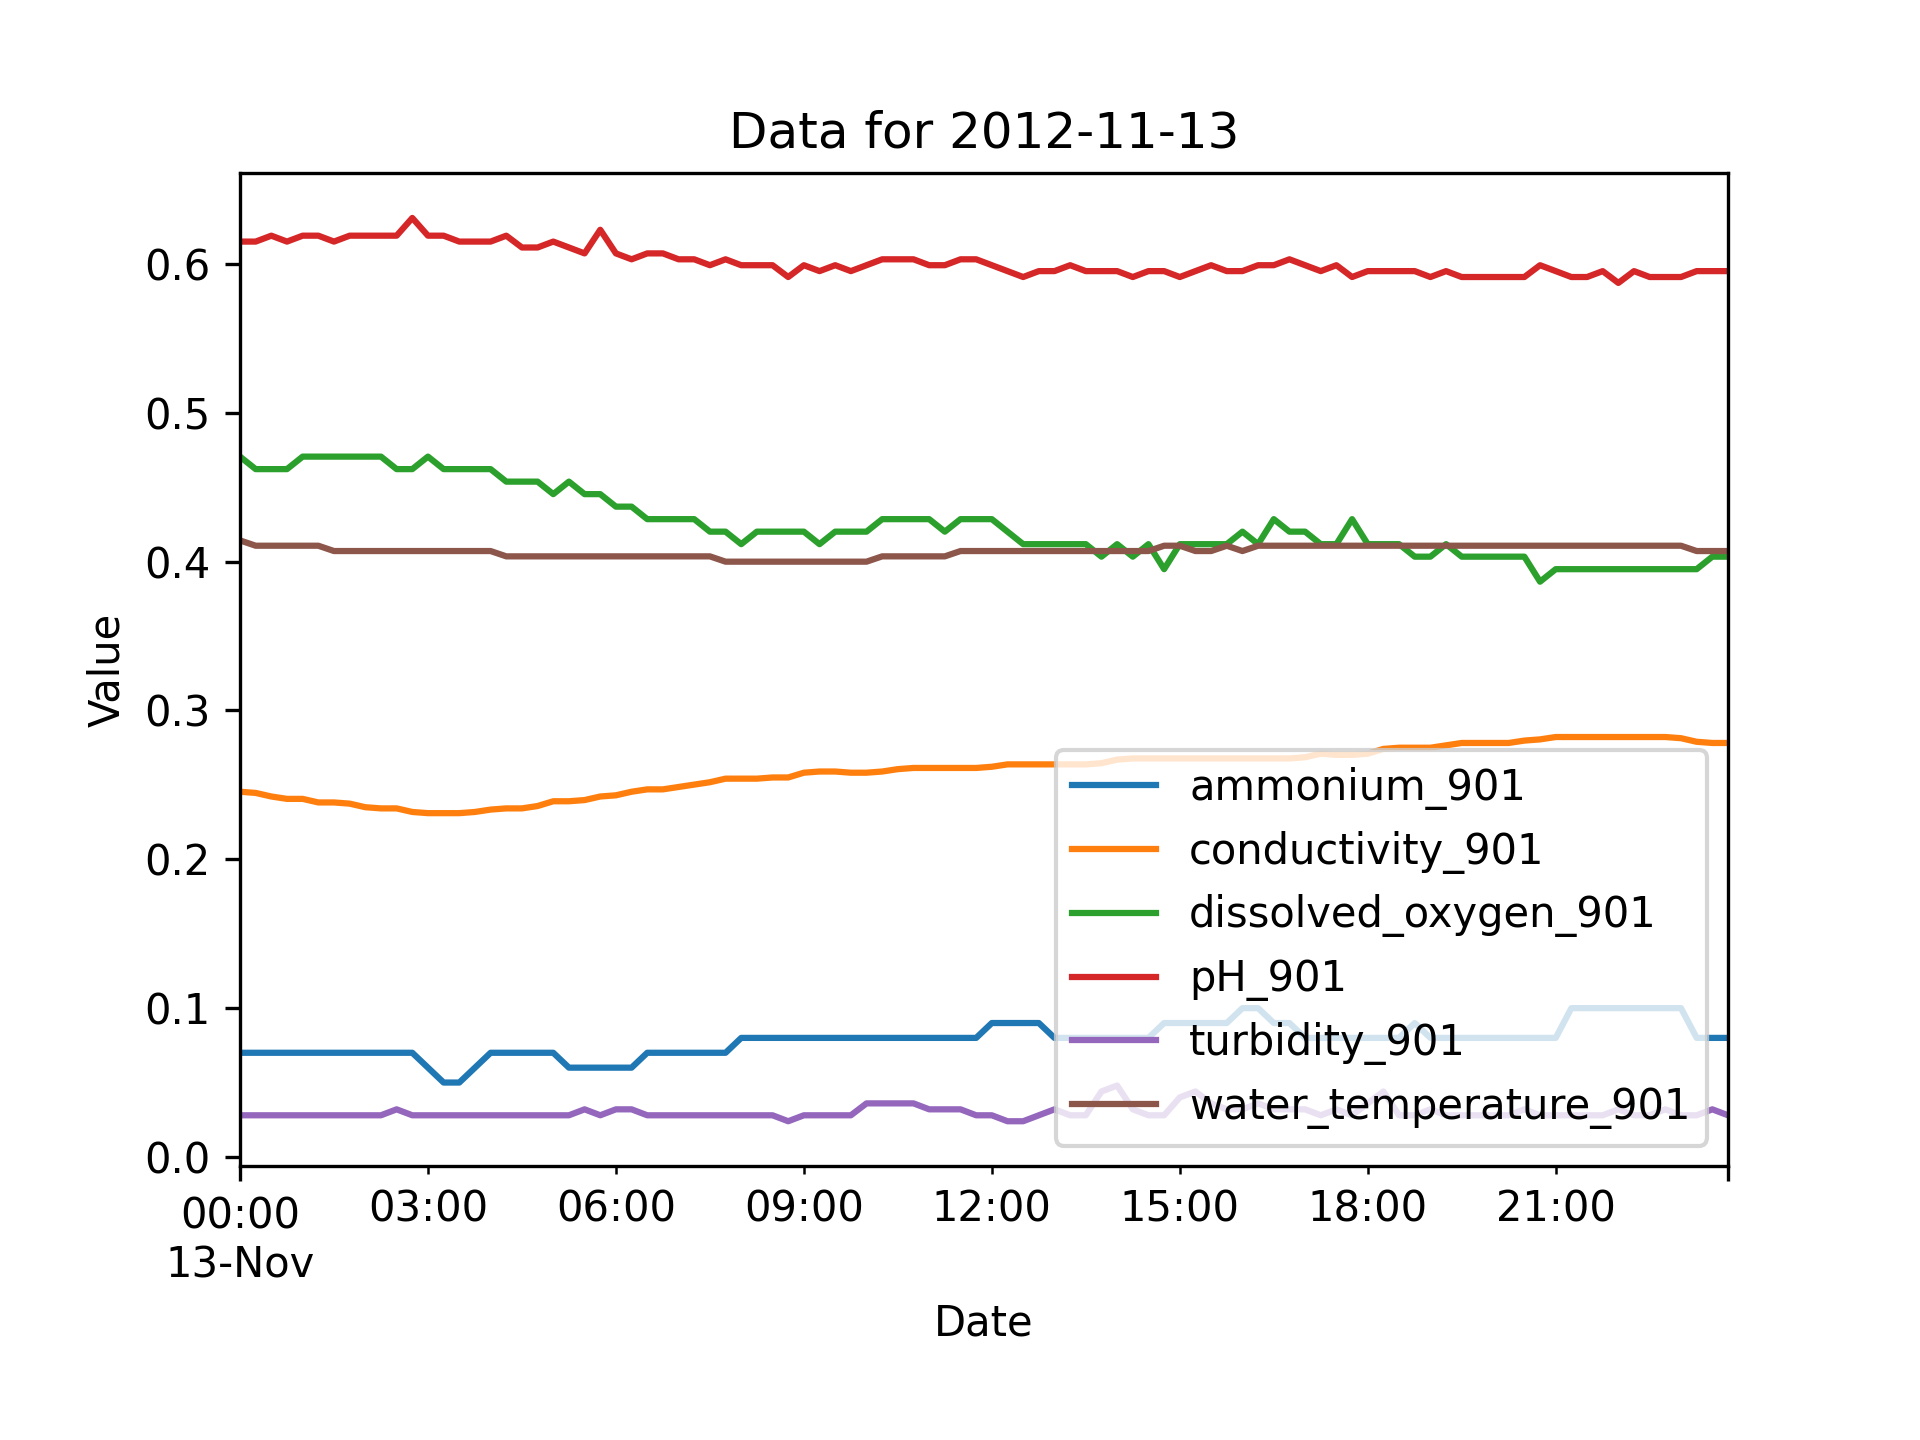 Data for 2012-11-13
Value
0.6
0.5
0.4
0.3
0.2
0.1
0.0
ammonium_901
conductivity_901
dissolved_oxygen_901
pH_901
turbidity_901
water_temperature_901
00:00 03:00 06:00 09:00 12:00 15:00 18:00 21:00
13-Nov
Date